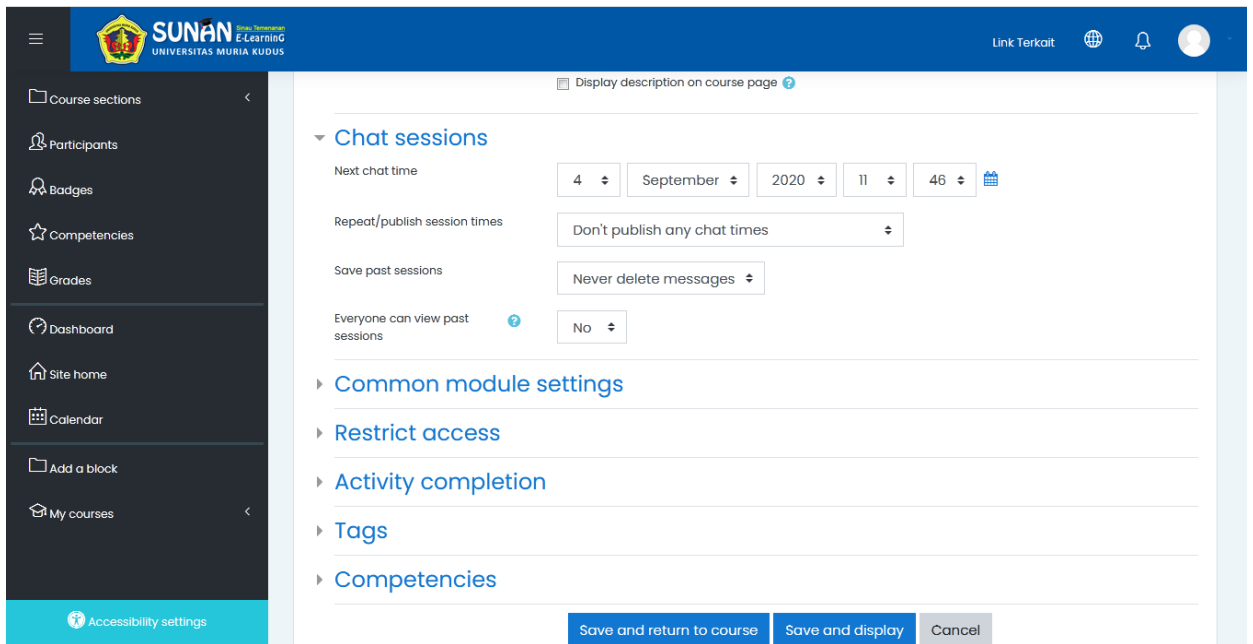 SUNAN Sinau Temenanan E-LearninG
UNIVERSITAS MURIA KUDUS
Link Terkait
Course sections
Participants
Badges
Competencies
Grades
Dashboard
Site home
Calendar
Add a block
My courses
Accessibility settings
Display description on course page
Chat sessions
Next chat time 4 September 2020 11 46
Repeat/publish session times Don't publish any chat times
Save past sessions Never delete messages
Everyone can view past
sessions
No
Common module settings
Restrict access
Activity completion
Tags
Competencies
Save and return to course Save and display Cancel